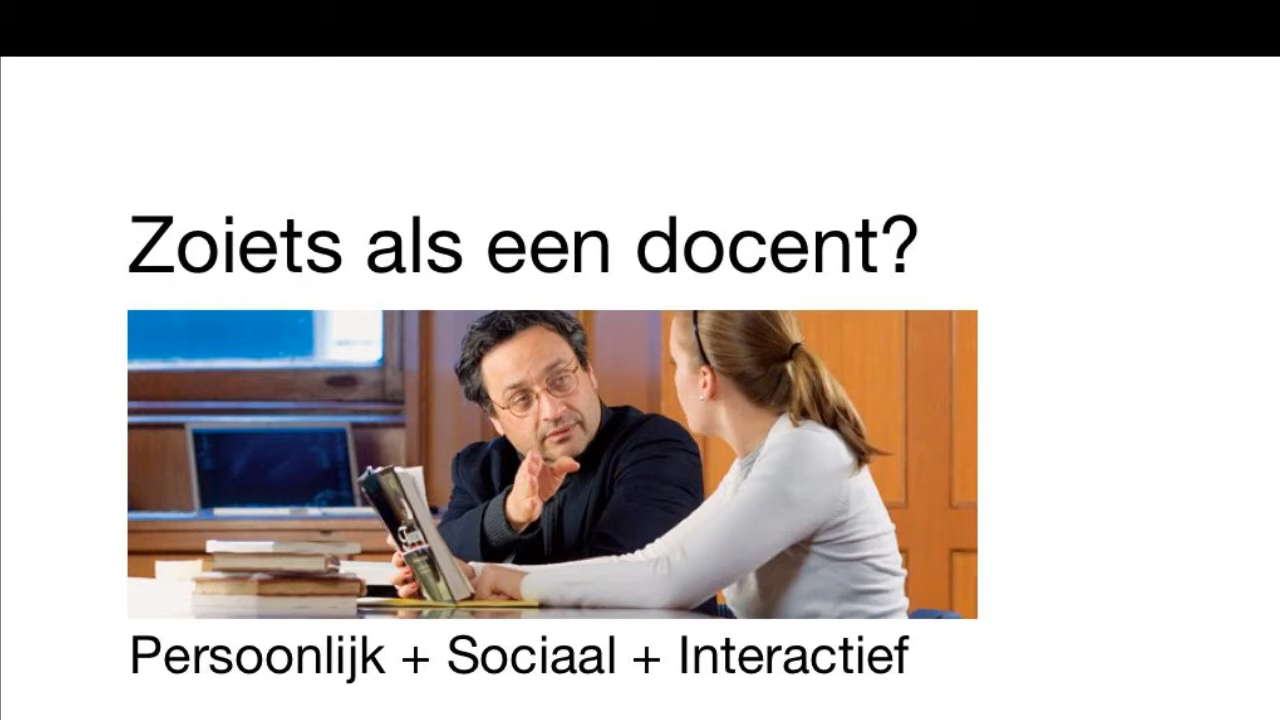 Zoiets als een docent?
Persoonlijk + Sociaal + Interactief